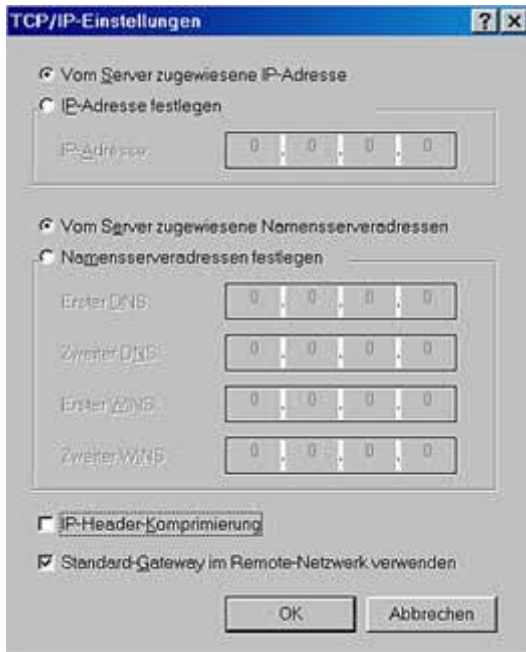 TCP/IP-Einstellungen ? ×
Vom Server zugewiesene IP-Adresse
IP-Adresse festlegen
IP-Adresse: 0 . 0 . 0 . 0
Vom Server zugewiesene Namensserveradressen
Namensserveradressen festlegen
Erster DNS: 0 . 0 . 0 . 0
Zweiter DNS: 0 . 0 . 0 . 0
Erster WINS: 0 . 0 . 0 . 0
Zweiter WINS: 0 . 0 . 0 . 0
IP-Header-Komprimierung
Standard-Gateway im Remote-Netzwerk verwenden
OK Abbrechen